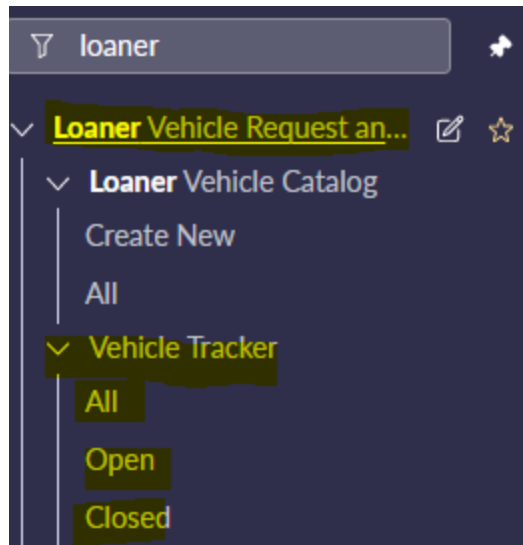 loaner
Loaner Vehicle Request an...
Loaner Vehicle Catalog
Create New
All
Vehicle Tracker
All
Open
Closed